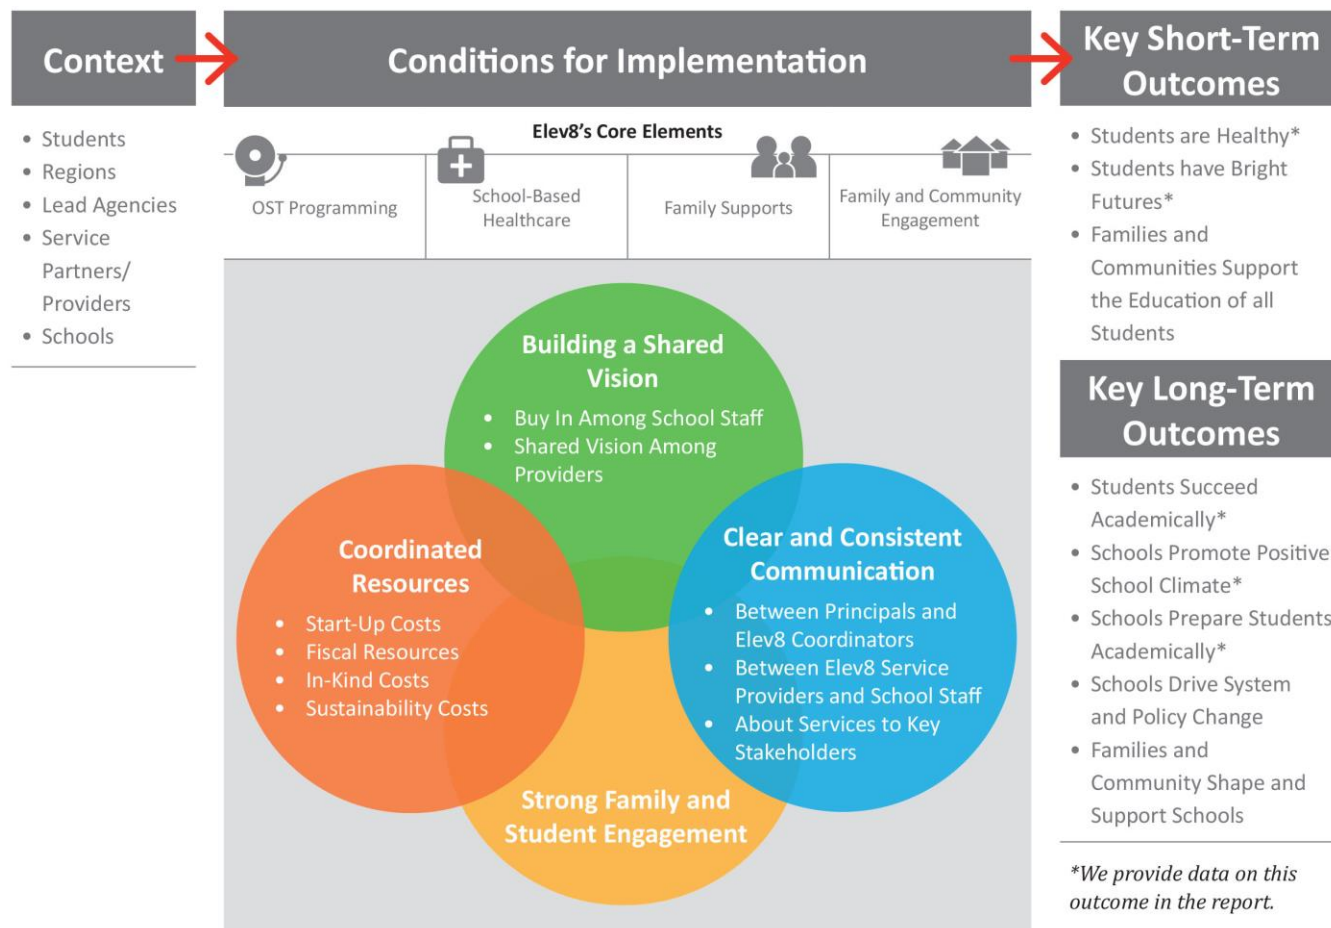 Context
• Students
• Regions
• Lead Agencies
• Service
Partners/
Providers
• Schools
Conditions for Implementation
Elev8's Core Elements
OST Programming
School-Based
Healthcare
Family Supports
Family and Community
Engagement
Building a Shared
Vision
• Buy In Among School Staff
• Shared Vision Among
Providers
Coordinated
Resources
• Start-Up Costs
• Fiscal Resources
• In-Kind Costs
• Sustainability Costs
Clear and Consistent
Communication
• Between Principals and
Elev8 Coordinators
• Between Elev8 Service
Providers and School Staff
• About Services to Key
Stakeholders
Strong Family and
Student Engagement
Key Short-Term
Outcomes
• Students are Healthy*
• Students have Bright
Futures*
• Families and
Communities Support
the Education of all
Students
Key Long-Term
Outcomes
• Students Succeed
Academically*
• Schools Promote Positive
School Climate*
• Schools Prepare Students
Academically*
• Schools Drive System
and Policy Change
• Families and
Community Shape and
Support Schools
*We provide data on this
outcome in the report.